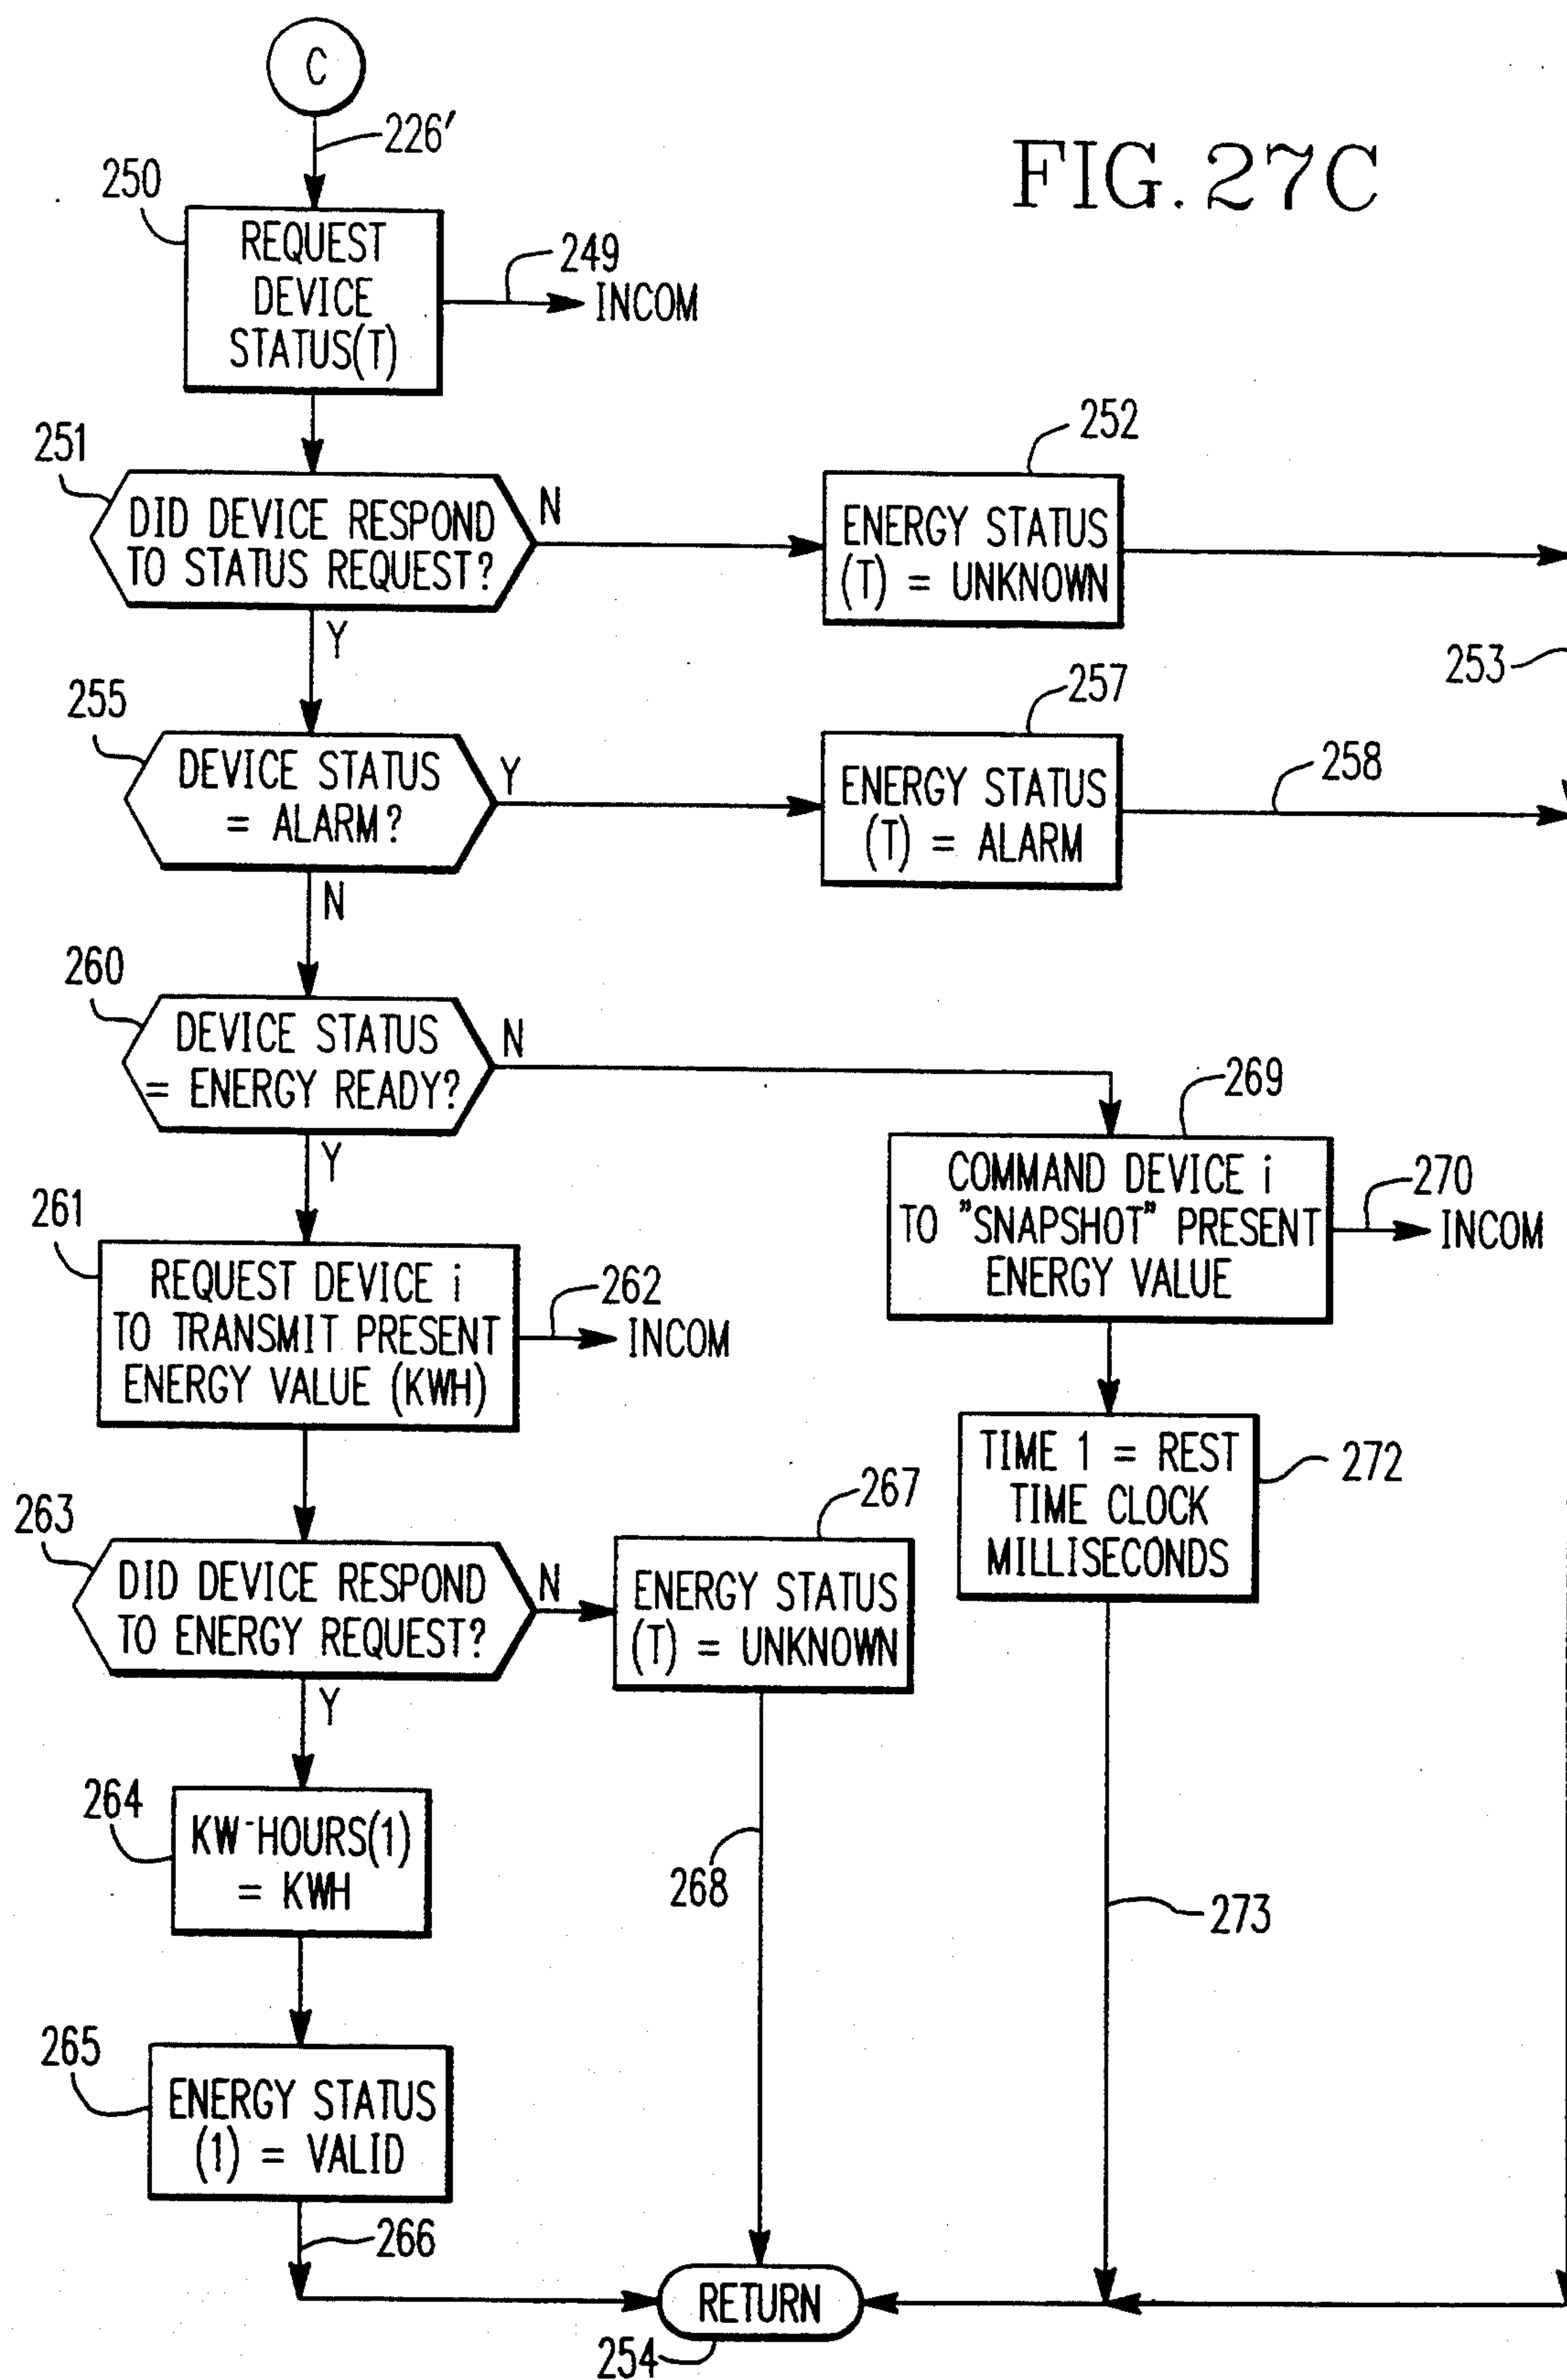 C
226'
FIG. 27C
250
REQUEST
DEVICE
STATUS(T)
249
INCOM
251
DID DEVICE RESPOND
TO STATUS REQUEST?
N
Y
252
ENERGY STATUS
(T) = UNKNOWN
253
255
DEVICE STATUS
= ALARM?
Y
N
257
ENERGY STATUS
(T) = ALARM
258
260
DEVICE STATUS
= ENERGY READY?
N
Y
269
COMMAND DEVICE i
TO "SNAPSHOT" PRESENT
ENERGY VALUE
270
INCOM
261
REQUEST DEVICE i
TO TRANSMIT PRESENT
ENERGY VALUE (KWH)
262
INCOM
TIME 1 = REST
TIME CLOCK
MILLISECONDS
272
263
DID DEVICE RESPOND
TO ENERGY REQUEST?
N
Y
267
ENERGY STATUS
(T) = UNKNOWN
264
KW-HOURS(1)
= KWH
268
273
265
ENERGY STATUS
(1) = VALID
266
RETURN
254